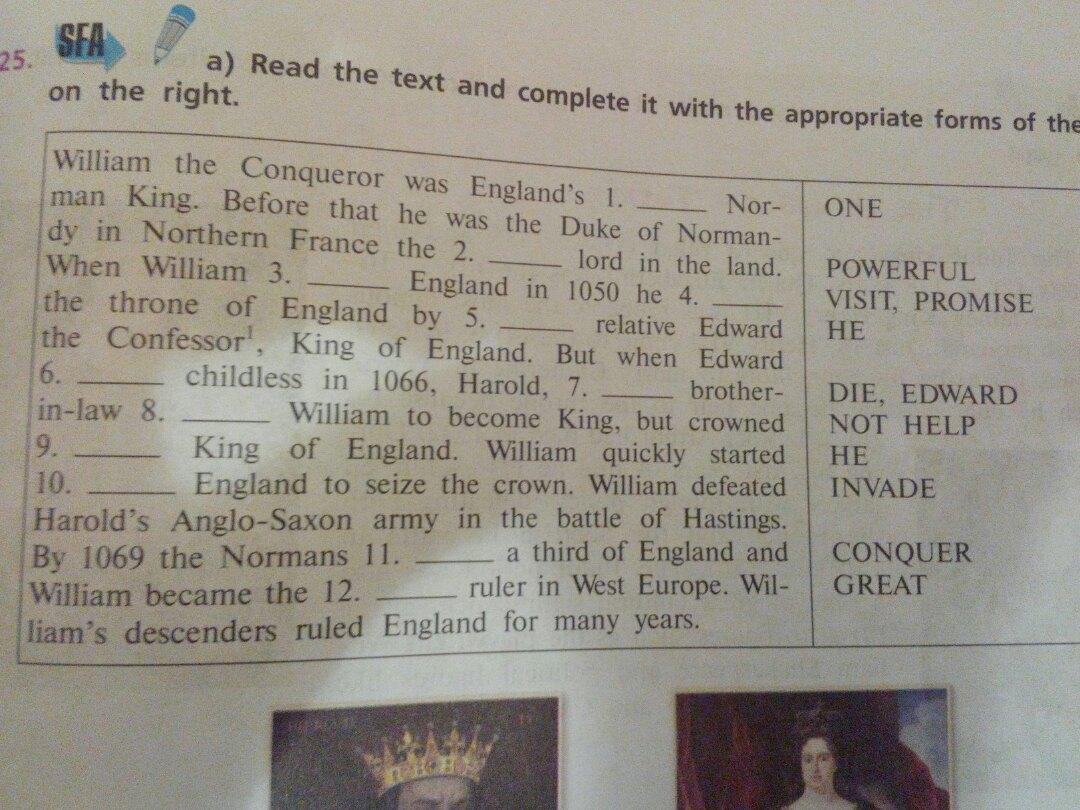 25. SFA a) Read the text and complete it with the appropriate forms of the
on the right.
William the Conqueror was England's 1. _____ Nor-
man King. Before that he was the Duke of Norman-
dy in Northern France the 2. _____ lord in the land.
When William 3. _____ England in 1050 he 4. _____
the throne of England by 5. _____ relative Edward
the Confessor¹, King of England. But when Edward
6. _____ childless in 1066, Harold, 7. _____ brother-
in-law 8. _____ William to become King, but crowned
9. _____ King of England. William quickly started
10. _____ England to seize the crown. William defeated
Harold's Anglo-Saxon army in the battle of Hastings.
By 1069 the Normans 11. _____ a third of England and
William became the 12. _____ ruler in West Europe. Wil-
liam's descenders ruled England for many years.
ONE
POWERFUL
VISIT, PROMISE
HE
DIE, EDWARD
NOT HELP
HE
INVADE
CONQUER
GREAT